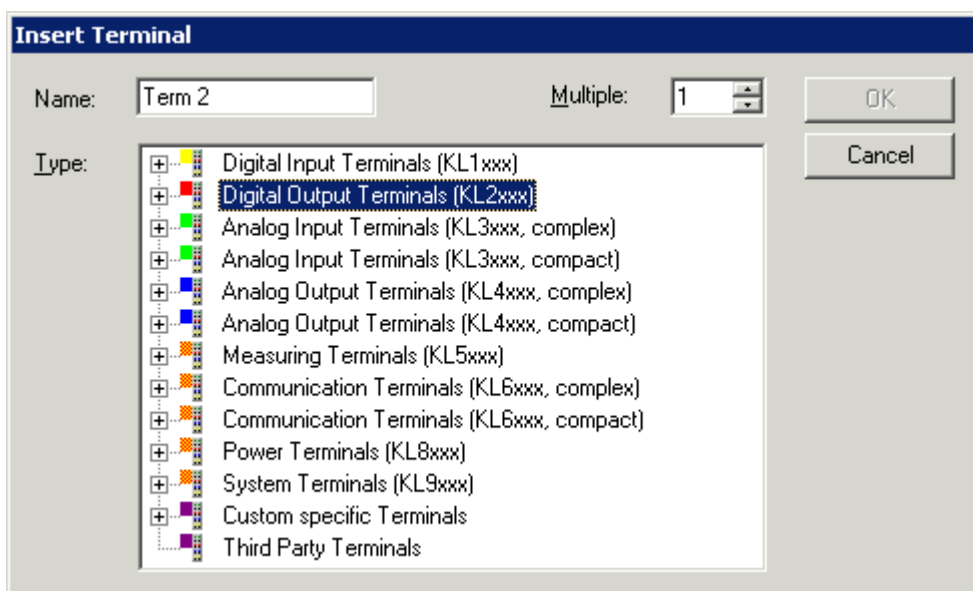 Insert Terminal
Name: Term 2 Multiple: 1 OK
Cancel
Type:
Digital Input Terminals (KL1xxx)
Digital Output Terminals (KL2xxx)
Analog Input Terminals (KL3xxx, complex)
Analog Input Terminals (KL3xxx, compact)
Analog Output Terminals (KL4xxx, complex)
Analog Output Terminals (KL4xxx, compact)
Measuring Terminals (KL5xxx)
Communication Terminals (KL6xxx, complex)
Communication Terminals (KL6xxx, compact)
Power Terminals (KL8xxx)
System Terminals (KL9xxx)
Custom specific Terminals
Third Party Terminals